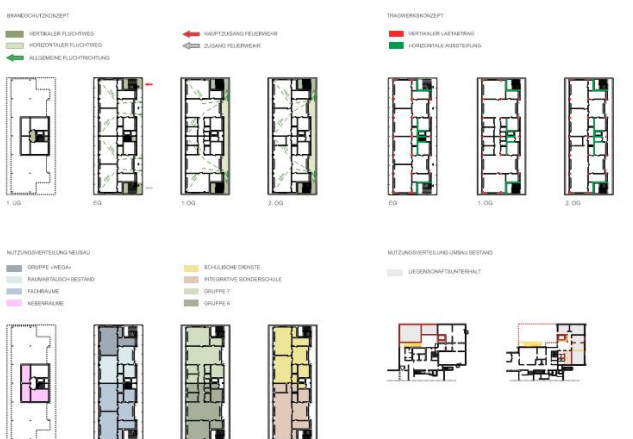 BRANDSCHUTZKONZEPT
VERTIKALER FLUCHTWEG
HORIZONTALER FLUCHTWEG
ALLGEMEINE FLUCHTRICHTUNG
HAUPTZUGANG FEUERWEHR
ZUGANG FEUERWEHR
TRAGWERKSKONZEPT
VERTIKALER LASTABTRAG
HORIZONTALE AUSSTEIFUNG
1. UG
EG
1. OG
2. OG
EG
1. OG
2. OG
NUTZUNGSVERTEILUNG NEUBAU
GRUPPE «WEGA»
RAUMABTAUSCH BESTAND
FACHRÄUME
NEBENRÄUME
SCHULISCHE DIENSTE
INTEGRATIVE SONDERSCHULE
GRUPPE 7
GRUPPE 6
NUTZUNGSVERTEILUNG UMBAU BESTAND
LIEGENSCHAFTSUNTERHALT